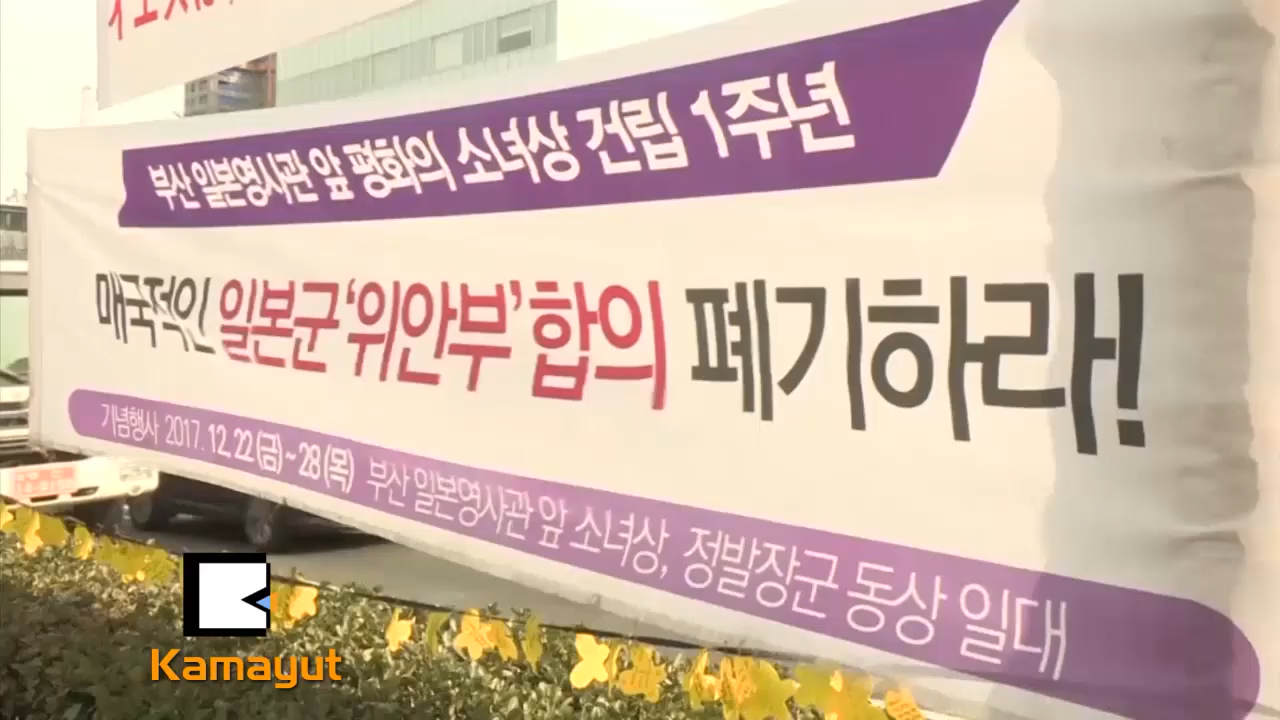 부산 일본영사관 앞 평화의 소녀상 건립 1주년
매국적인 일본군 '위안부' 합의 폐기하라!
기념행사 2017. 12. 22 (금) ~ 28 (목) 부산 일본영사관 앞 소녀상, 정발장군 동상 일대
Kamayut